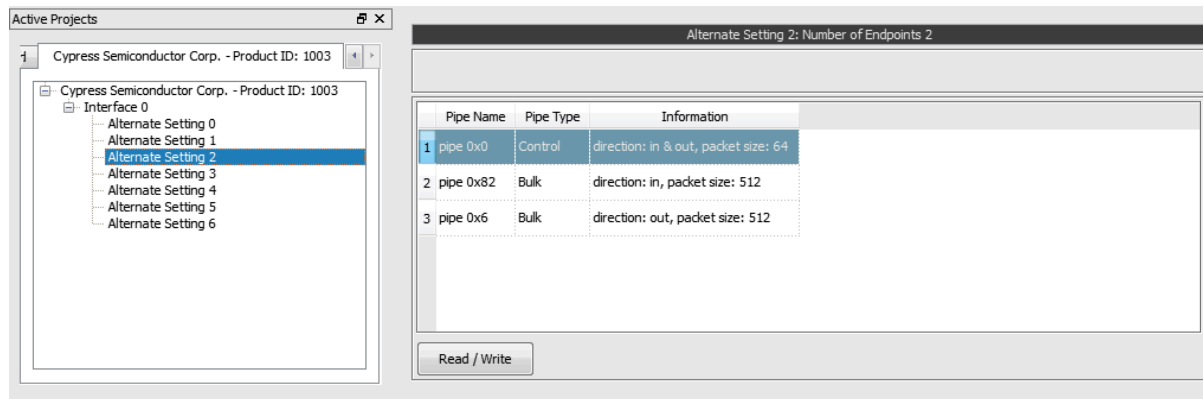 Active Projects
Cypress Semiconductor Corp. - Product ID: 1003
Cypress Semiconductor Corp. - Product ID: 1003
Interface 0
Alternate Setting 0
Alternate Setting 1
Alternate Setting 2
Alternate Setting 3
Alternate Setting 4
Alternate Setting 5
Alternate Setting 6
Alternate Setting 2: Number of Endpoints 2
Pipe Name Pipe Type Information
1 pipe 0x0 Control direction: in & out, packet size: 64
2 pipe 0x82 Bulk direction: in, packet size: 512
3 pipe 0x6 Bulk direction: out, packet size: 512
Read / Write